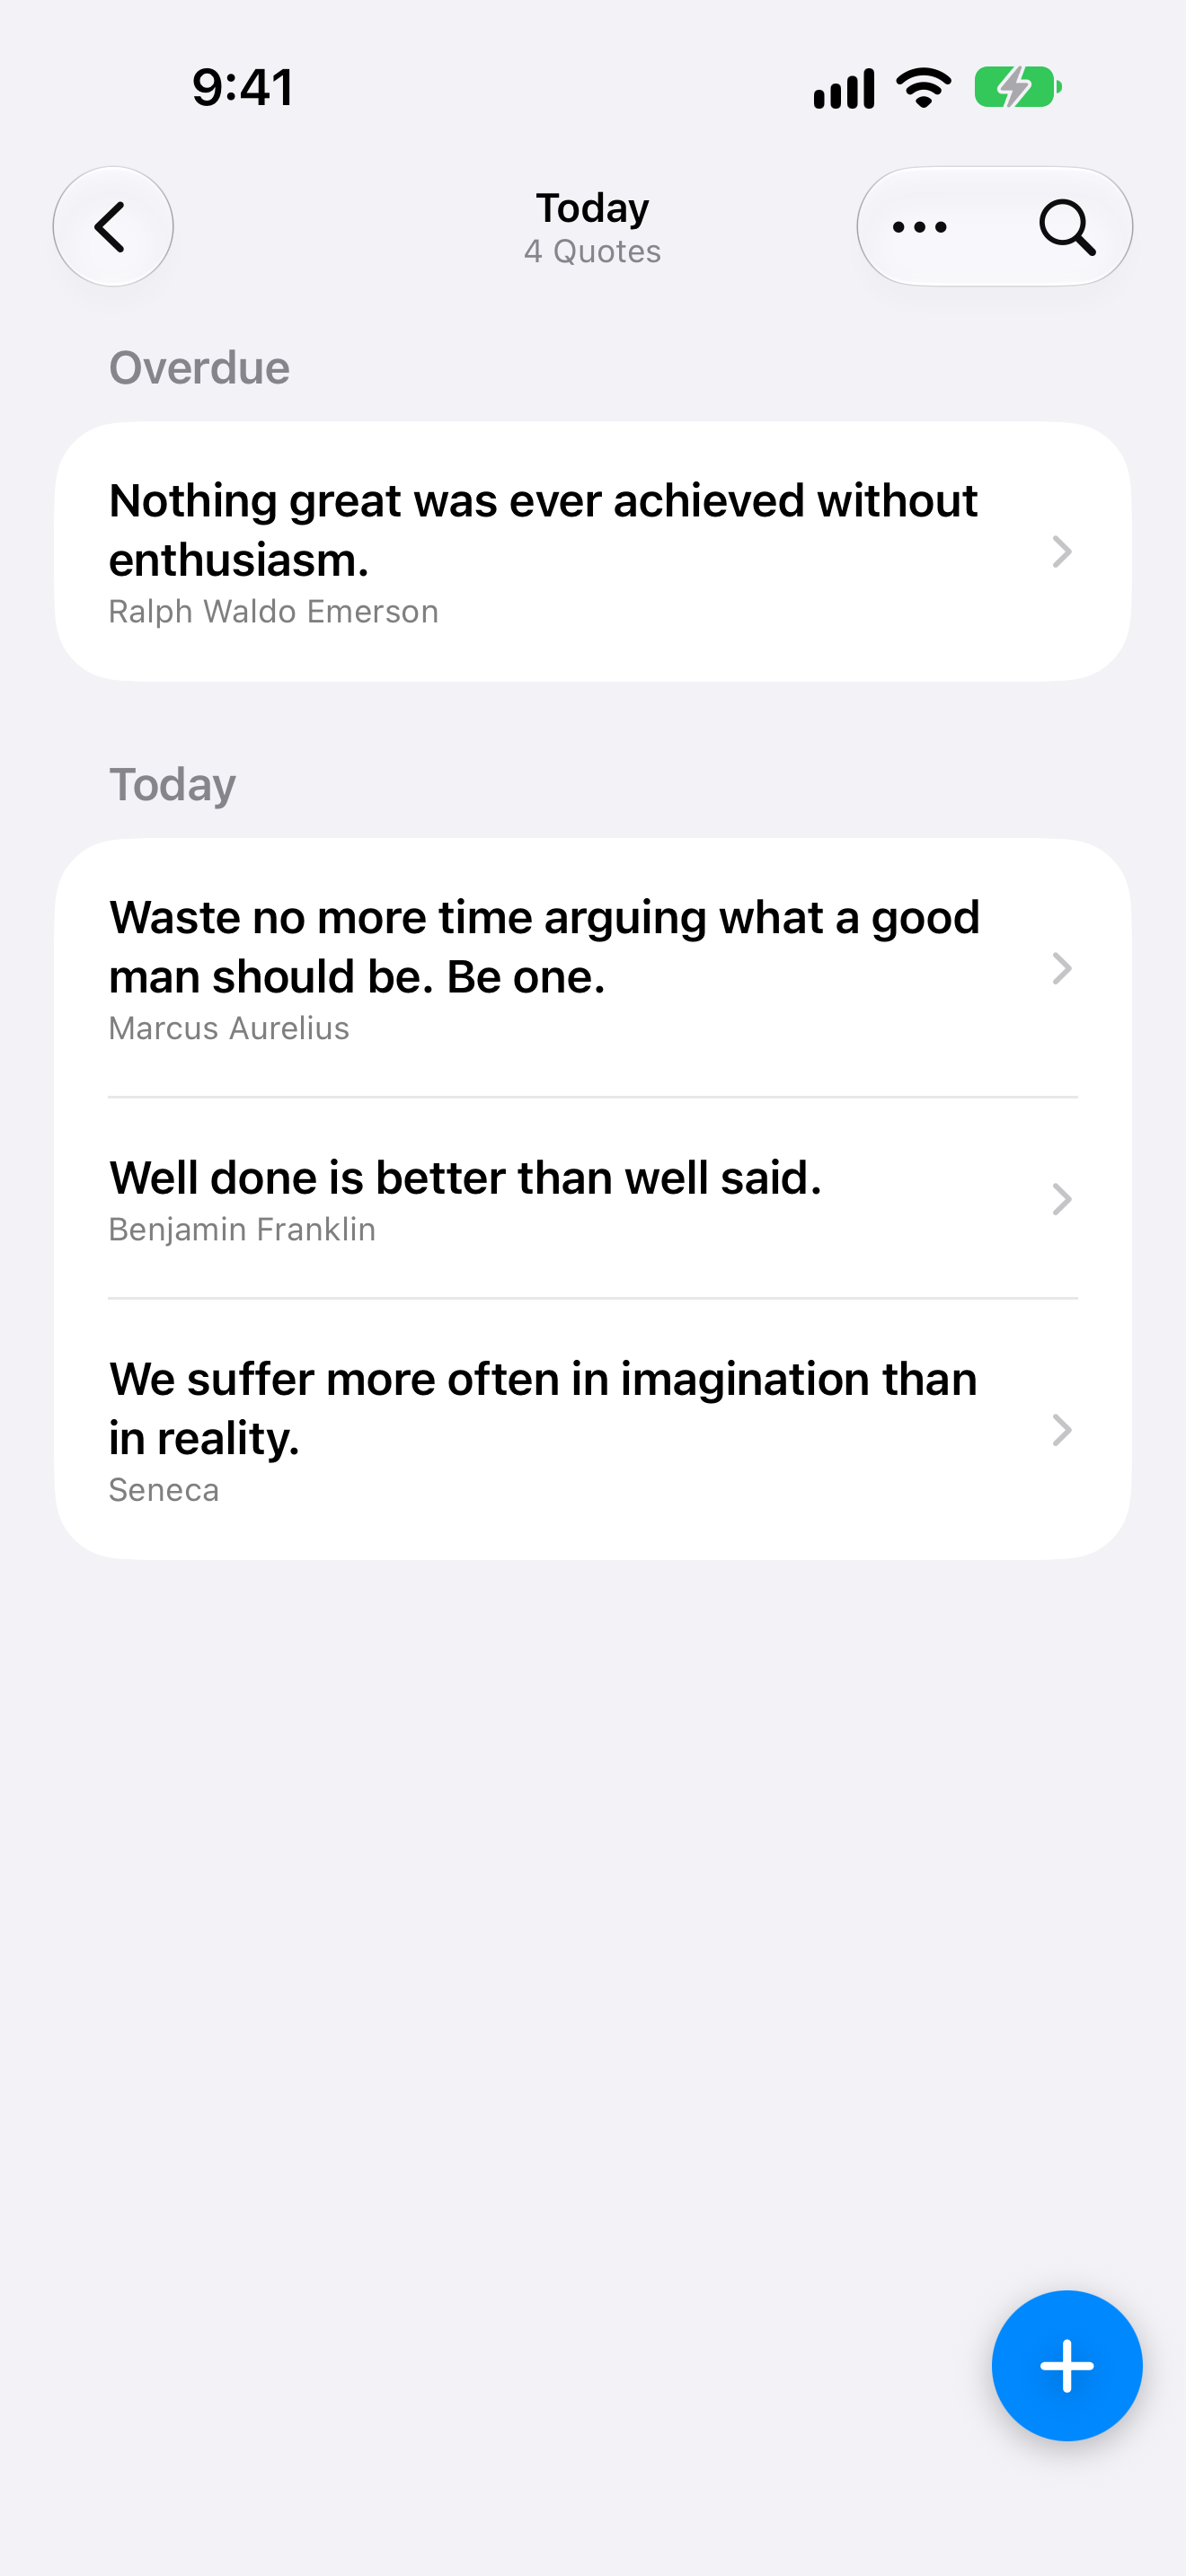 9:41
Today
4 Quotes
Overdue
Nothing great was ever achieved without
enthusiasm.
Ralph Waldo Emerson
Today
Waste no more time arguing what a good
man should be. Be one.
Marcus Aurelius
Well done is better than well said.
Benjamin Franklin
We suffer more often in imagination than
in reality.
Seneca